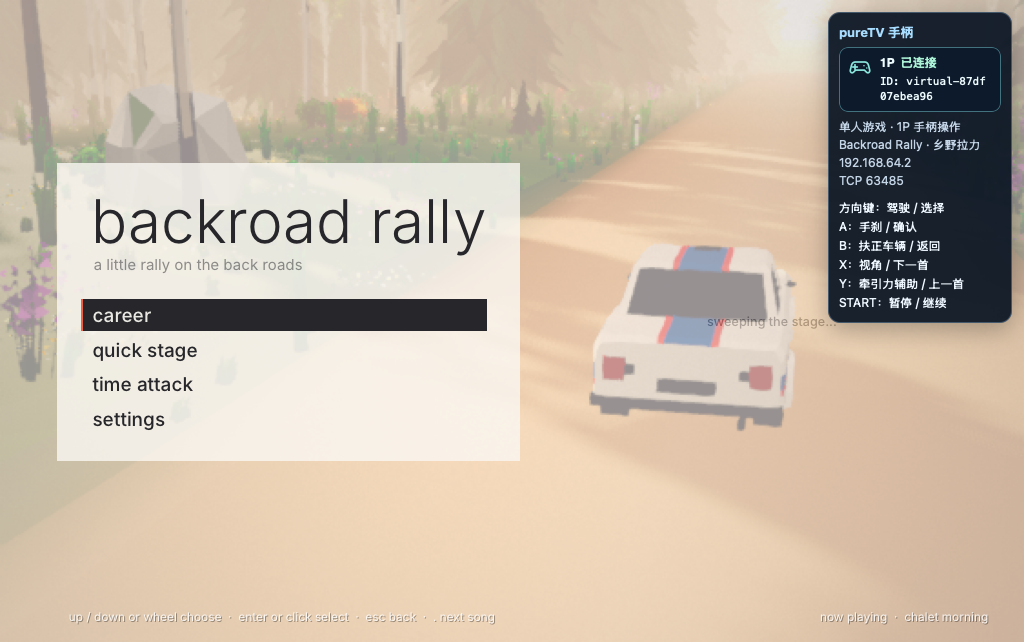 backroad rally
a little rally on the back roads
career
quick stage
time attack
settings
sweeping the stage...
pureTV 手柄
1P 已连接
ID: virtual-87df
07ebea96
单人游戏 · 1P 手柄操作
Backroad Rally · 乡野拉力
192.168.64.2
TCP 63485
方向键：驾驶 / 选择
A：手刹 / 确认
B：扶正车辆 / 返回
X：视角 / 下一首
Y：牵引力辅助 / 上一首
START：暂停 / 继续
up / down or wheel choose · enter or click select · esc back · . next song
now playing · chalet morning